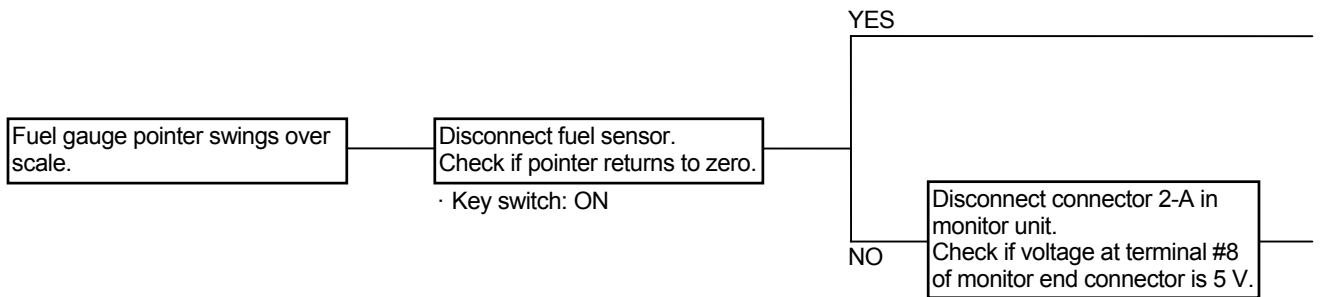 YES
Fuel gauge pointer swings over
scale.
Disconnect fuel sensor.
Check if pointer returns to zero.
· Key switch: ON
NO
Disconnect connector 2-A in
monitor unit.
Check if voltage at terminal #8
of monitor end connector is 5 V.